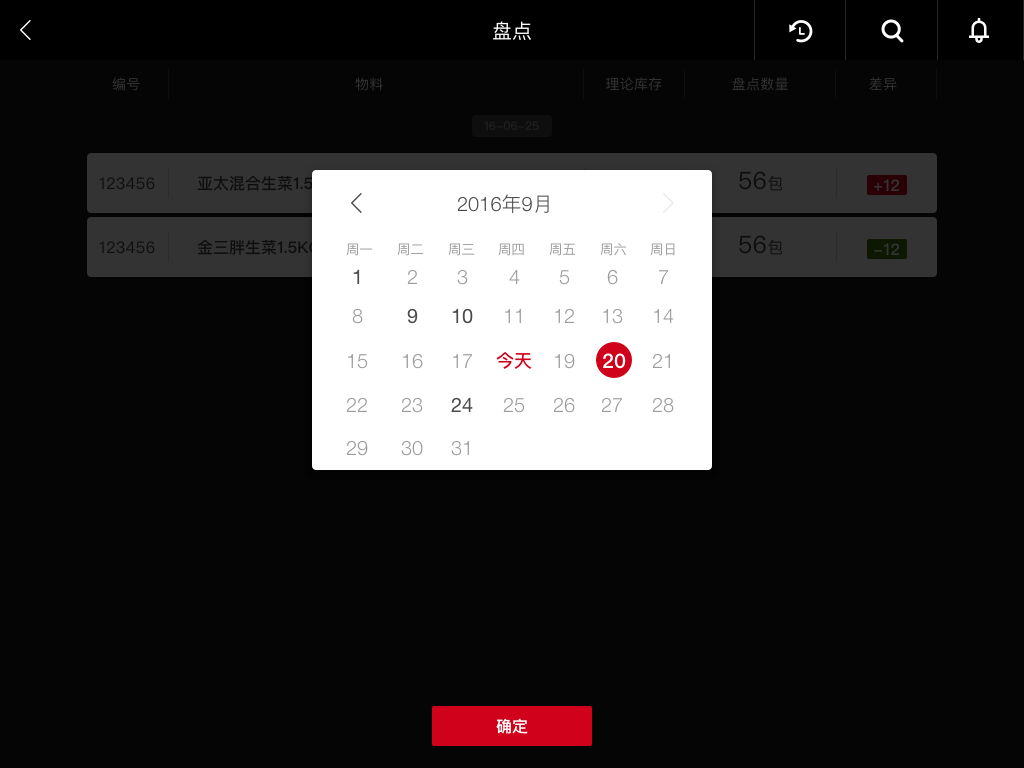 盘点
编号 物料 理论库存 盘点数量 差异
16-06-25
123456 亚太混合生菜1.5 56包 +12
123456 金三胖生菜1.5K 56包 -12
2016年9月
周一 周二 周三 周四 周五 周六 周日
1 2 3 4 5 6 7
8 9 10 11 12 13 14
15 16 17 今天 19 20 21
22 23 24 25 26 27 28
29 30 31
确定